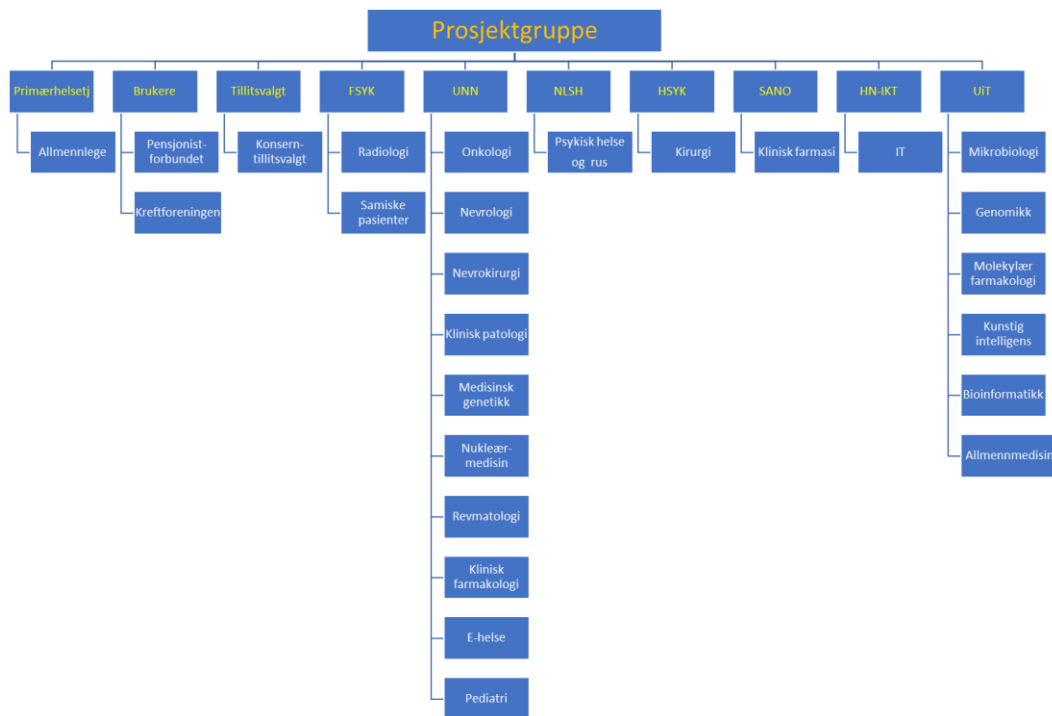 Prosjektgruppe
Primærhelsetj
Brukere
Tillitsvalgt
FSYK
UNN
NLSH
HSYK
SANO
HN-IKT
UiT
Allmennlege
Pensjonist-
forbundet
Kreftforeningen
Konsern-
tillitsvalgt
Radiologi
Samiske
pasienter
Onkologi
Nevrologi
Nevrokirurgi
Klinisk patologi
Medisinsk
genetikk
Nukleær-
medisin
Revmatologi
Klinisk
farmakologi
E-helse
Pediatri
Psykisk helse
og rus
Kirurgi
Klinisk farmasi
IT
Mikrobiologi
Genomikk
Molekylær
farmakologi
Kunstig
intelligens
Bioinformatikk
Allmennmedisin